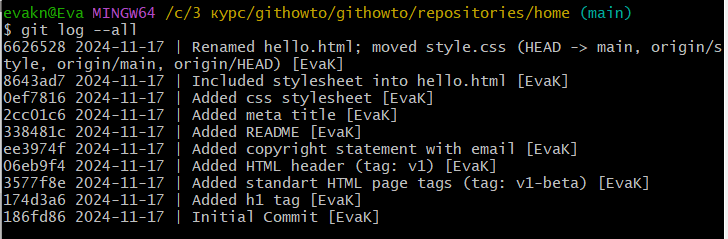 evakn@Eva MINGW64 /c/3 курс/githowto/githowto/repositories/home (main)
$ git log --all
6626528 2024-11-17 | Renamed hello.html; moved style.css (HEAD -> main, origin/s
tyle, origin/main, origin/HEAD) [EvaK]
8643ad7 2024-11-17 | Included stylesheet into hello.html [EvaK]
0ef7816 2024-11-17 | Added css stylesheet [EvaK]
2cc01c6 2024-11-17 | Added meta title [EvaK]
338481c 2024-11-17 | Added README [EvaK]
ee3974f 2024-11-17 | Added copyright statement with email [EvaK]
06eb9f4 2024-11-17 | Added HTML header (tag: v1) [EvaK]
3577f8e 2024-11-17 | Added standart HTML page tags (tag: v1-beta) [EvaK]
174d3a6 2024-11-17 | Added h1 tag [EvaK]
186fd86 2024-11-17 | Initial Commit [EvaK]